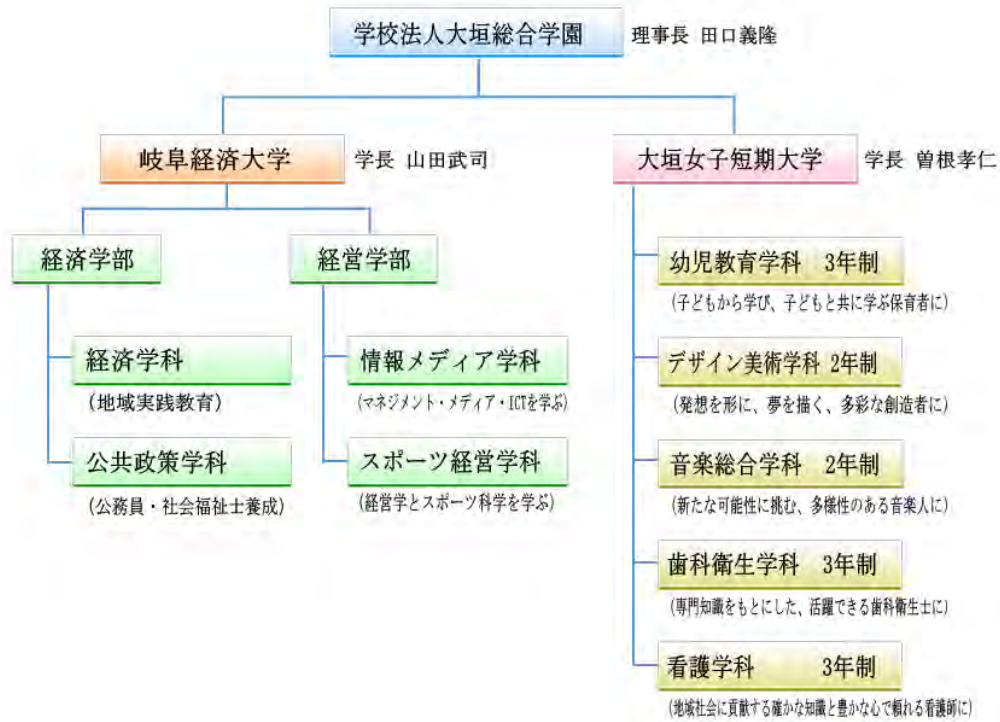 学校法人大垣総合学園 理事長 田口義隆
岐阜経済大学 学長 山田武司
経済学部
経済学科
(地域実践教育)
公共政策学科
(公務員・社会福祉士養成)
経営学部
情報メディア学科
(マネジメント・メディア・ICTを学ぶ)
スポーツ経営学科
(経営学とスポーツ科学を学ぶ)
大垣女子短期大学 学長 曽根孝仁
幼児教育学科 3年制
(子どもから学び、子どもと共に学ぶ保育者に)
デザイン美術学科 2年制
(発想を形に、夢を描く、多彩な創造者に)
音楽総合学科 2年制
(新たな可能性に挑む、多様性のある音楽人に)
歯科衛生学科 3年制
(専門知識をもとにした、活躍できる歯科衛生士に)
看護学科 3年制
(地域社会に貢献する確かな知識と豊かな心で頼れる看護師に)